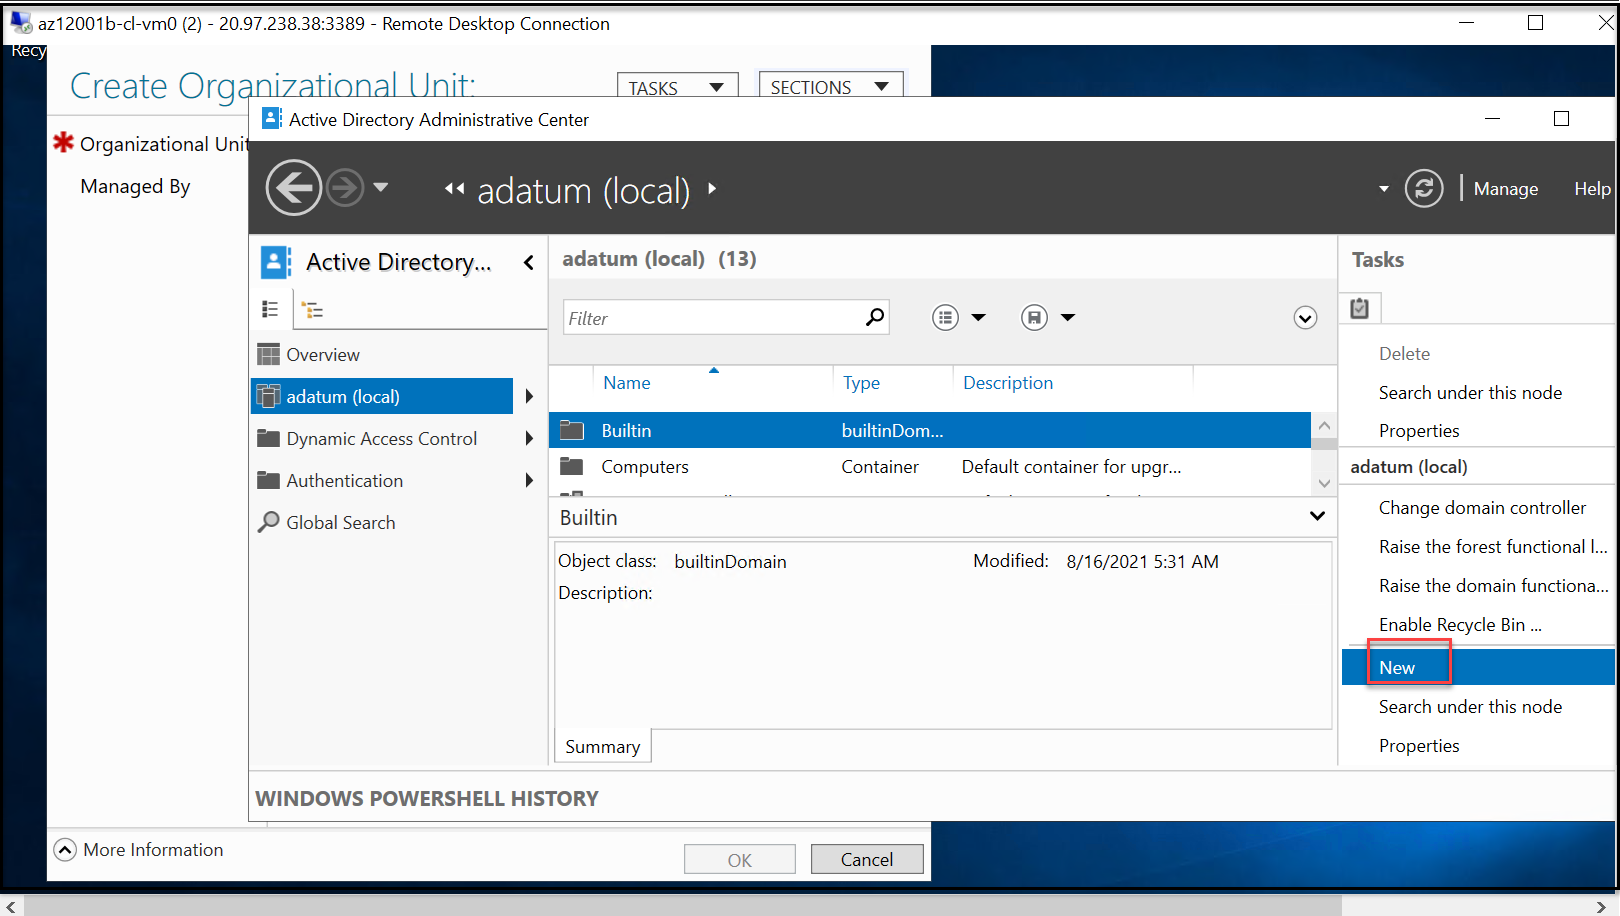 az12001b-cl-vm0 (2) - 20.97.238.38:3389 - Remote Desktop Connection
Recy
Create Organizational Unit:
TASKS
SECTIONS
Organizational Unit
Managed By
Active Directory Administrative Center
adatum (local)
Manage
Help
Active Directory...
Overview
adatum (local)
Dynamic Access Control
Authentication
Global Search
adatum (local) (13)
Filter
Name Type Description
Builtin builtinDom...
Computers Container Default container for upgr...
Builtin
Object class: builtinDomain Modified: 8/16/2021 5:31 AM
Description:
Summary
Tasks
Delete
Search under this node
Properties
adatum (local)
Change domain controller
Raise the forest functional l...
Raise the domain functiona...
Enable Recycle Bin ...
New
Search under this node
Properties
WINDOWS POWERSHELL HISTORY
More Information
OK
Cancel